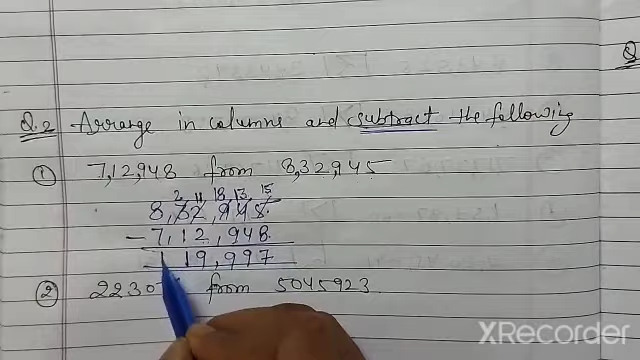 Q
Q.2 Arrange in columns and subtract the following
① 7,12,948 from 8,32,945
2 11 18 13 15
8,32,945
- 7,12,948
1 19,997
② 22307 from 5045923
XRecorder